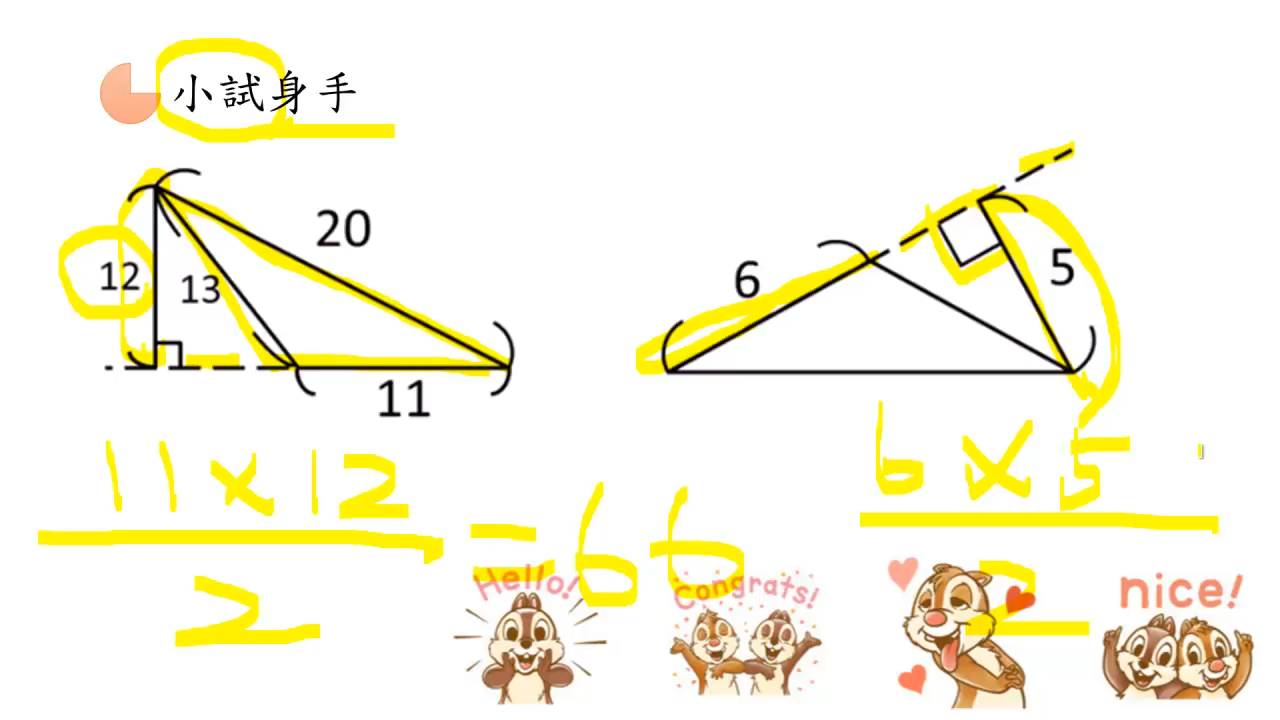 小試身手
20
12
13
11
6
5
11 × 12
2
= 66
6 × 5
2
Hello!
Congrats!
nice!